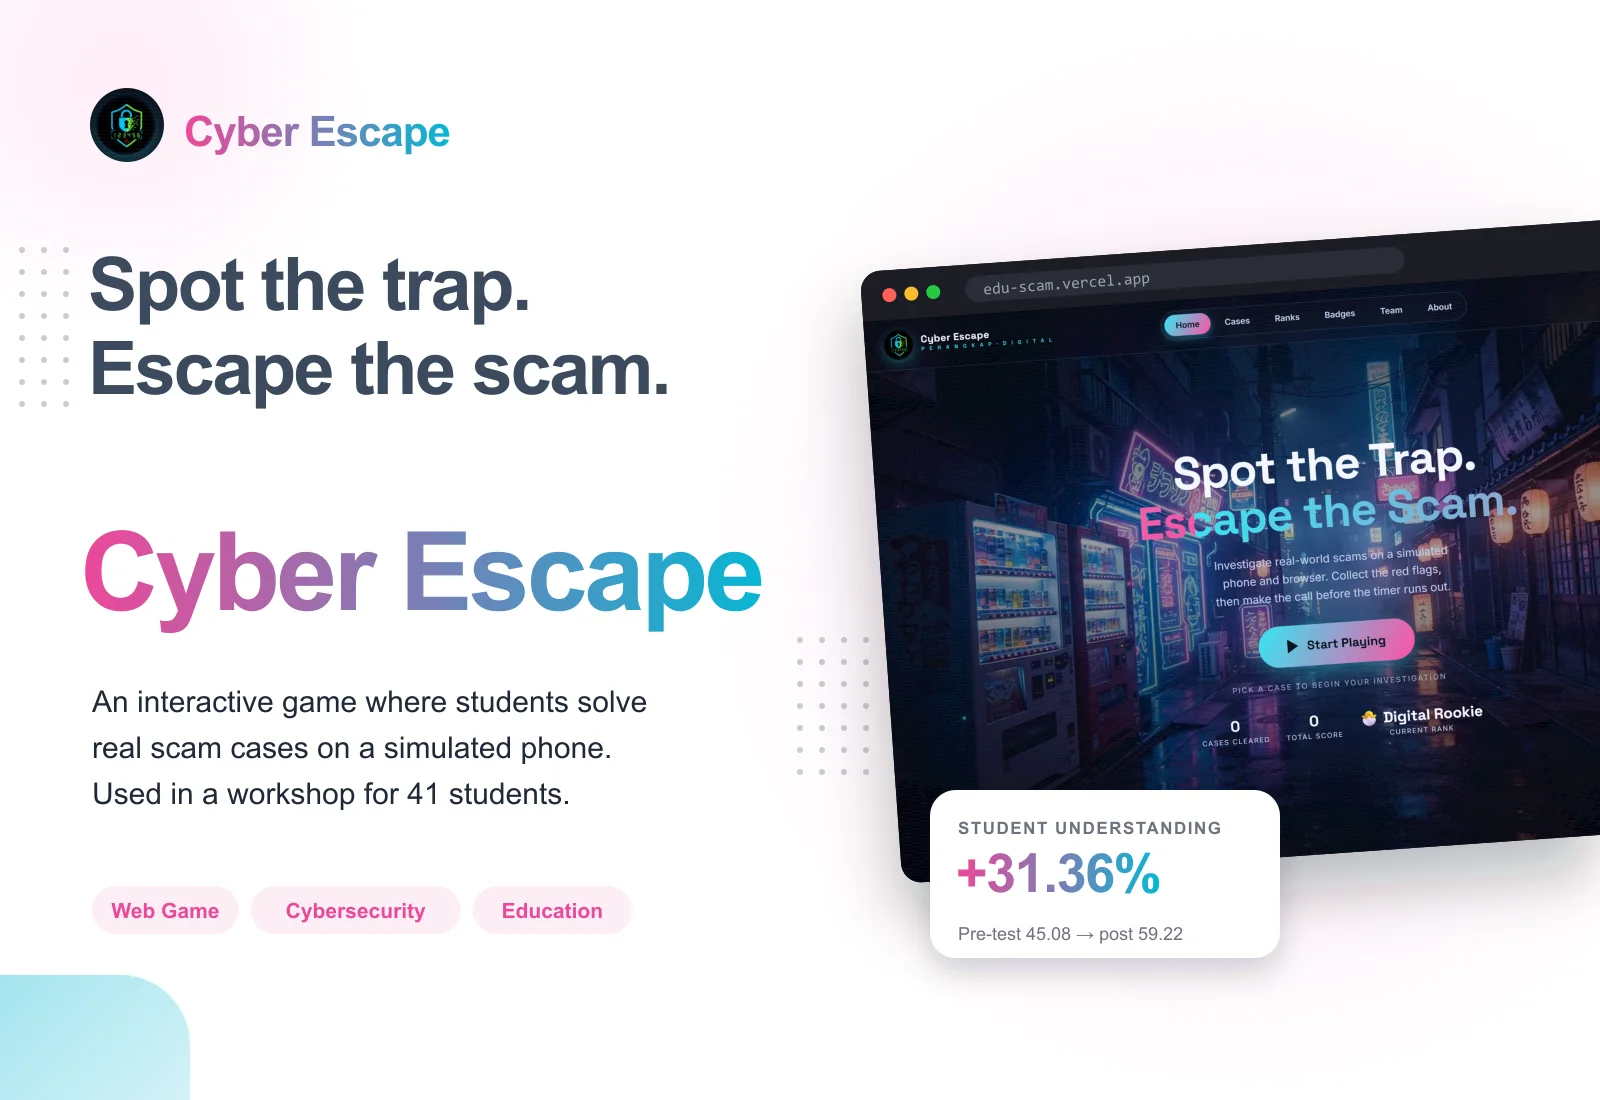 Cyber Escape
Spot the trap.
Escape the scam.
Cyber Escape
An interactive game where students solve
real scam cases on a simulated phone.
Used in a workshop for 41 students.
Web Game
Cybersecurity
Education
edu-scam.vercel.app
Cyber Escape
PERANGKAP-DIGITAL
Home
Cases
Ranks
Badges
Team
About
Spot the Trap.
Escape the Scam.
Investigate real-world scams on a simulated
phone and browser. Collect the red flags,
then make the call before the timer runs out.
Start Playing
PICK A CASE TO BEGIN YOUR INVESTIGATION
0
CASES CLEARED
0
TOTAL SCORE
Digital Rookie
CURRENT RANK
STUDENT UNDERSTANDING
+31.36%
Pre-test 45.08 → post 59.22